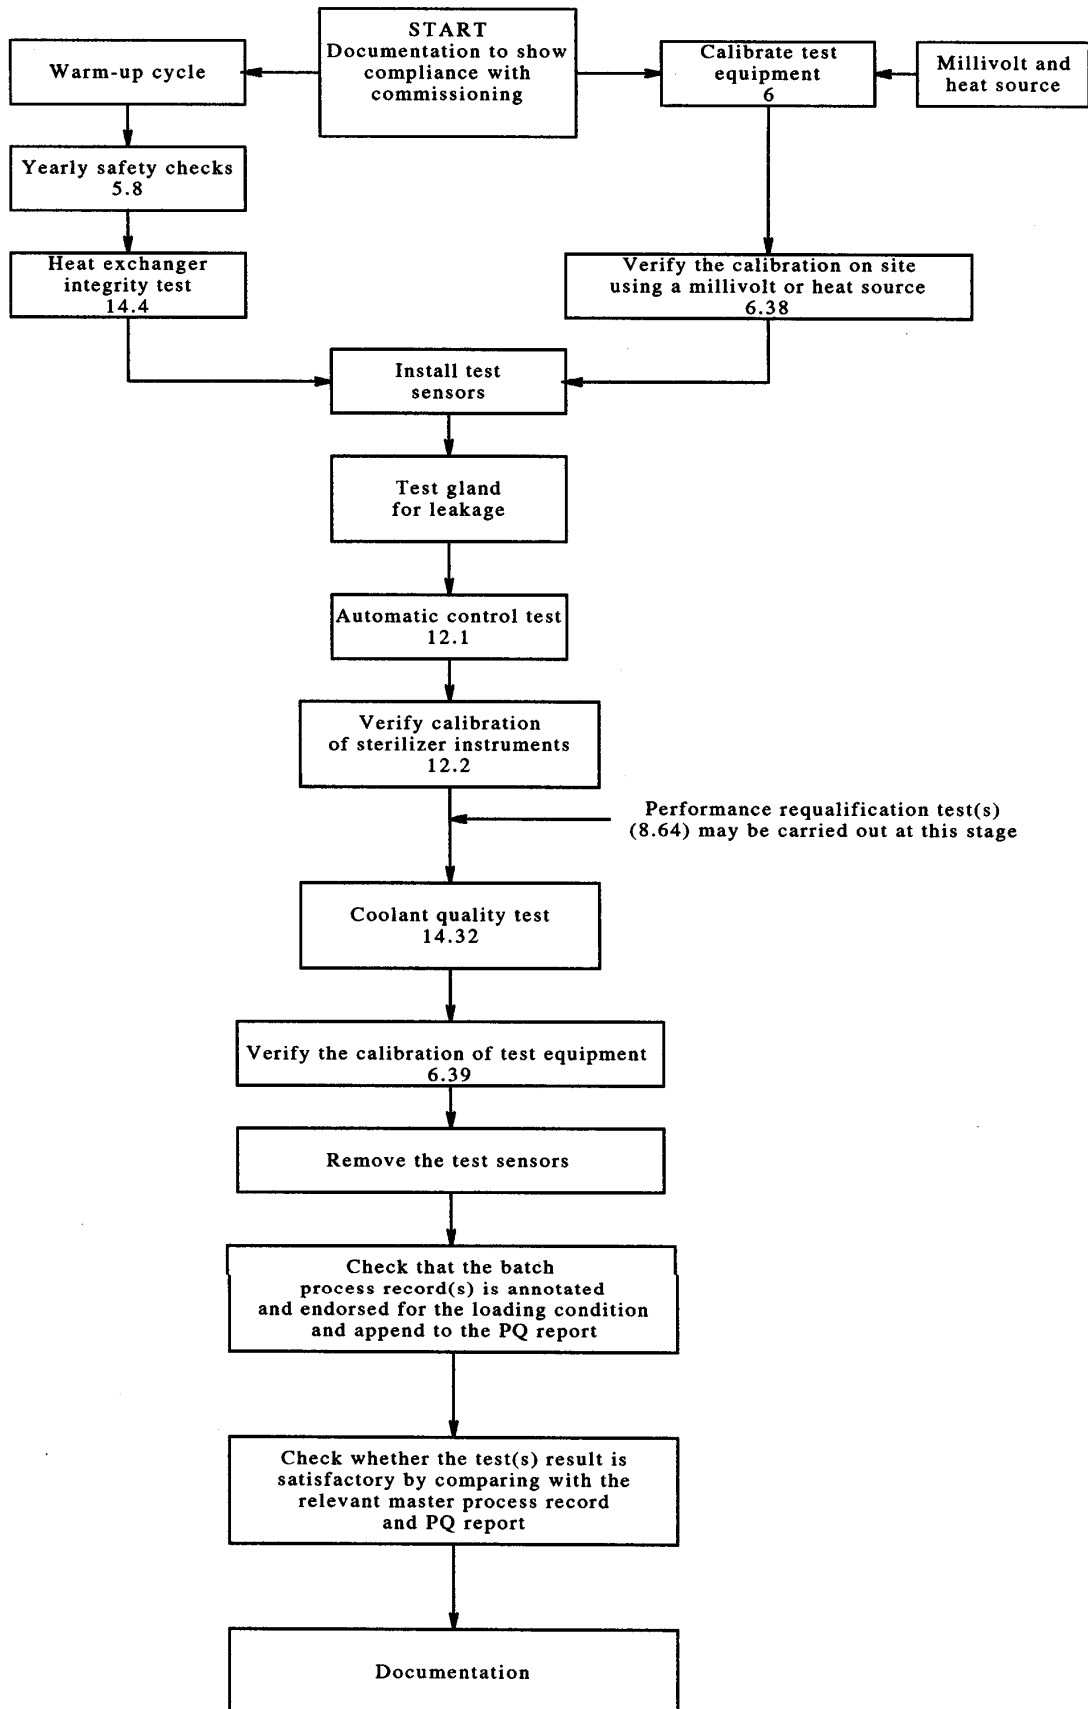 START
Documentation to show
compliance with
commissioning
Warm-up cycle
Calibrate test
equipment
6
Millivolt and
heat source
Yearly safety checks
5.8
Heat exchanger
integrity test
14.4
Verify the calibration on site
using a millivolt or heat source
6.38
Install test
sensors
Test gland
for leakage
Automatic control test
12.1
Verify calibration
of sterilizer instruments
12.2
Performance requalification test(s)
(8.64) may be carried out at this stage
Coolant quality test
14.32
Verify the calibration of test equipment
6.39
Remove the test sensors
Check that the batch
process record(s) is annotated
and endorsed for the loading condition
and append to the PQ report
Check whether the test(s) result is
satisfactory by comparing with the
relevant master process record
and PQ report
Documentation